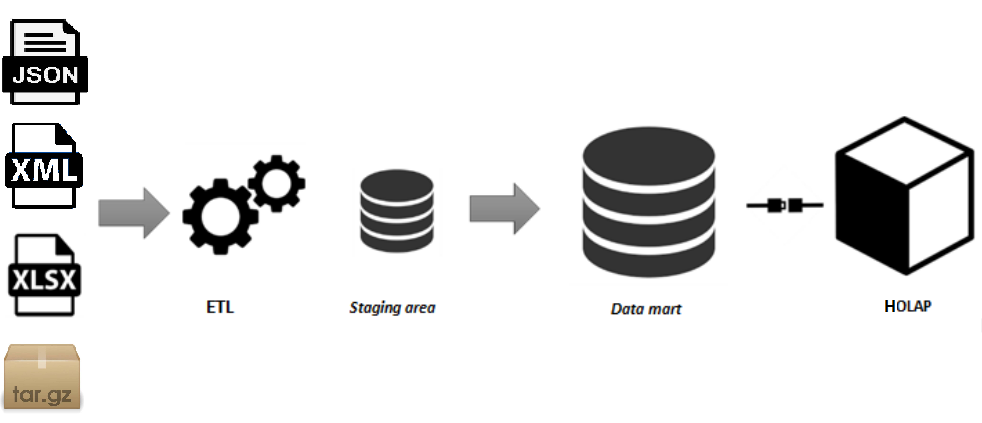 JSON
XML
XLSX
tar.gz
ETL
Staging area
Data mart
HOLAP